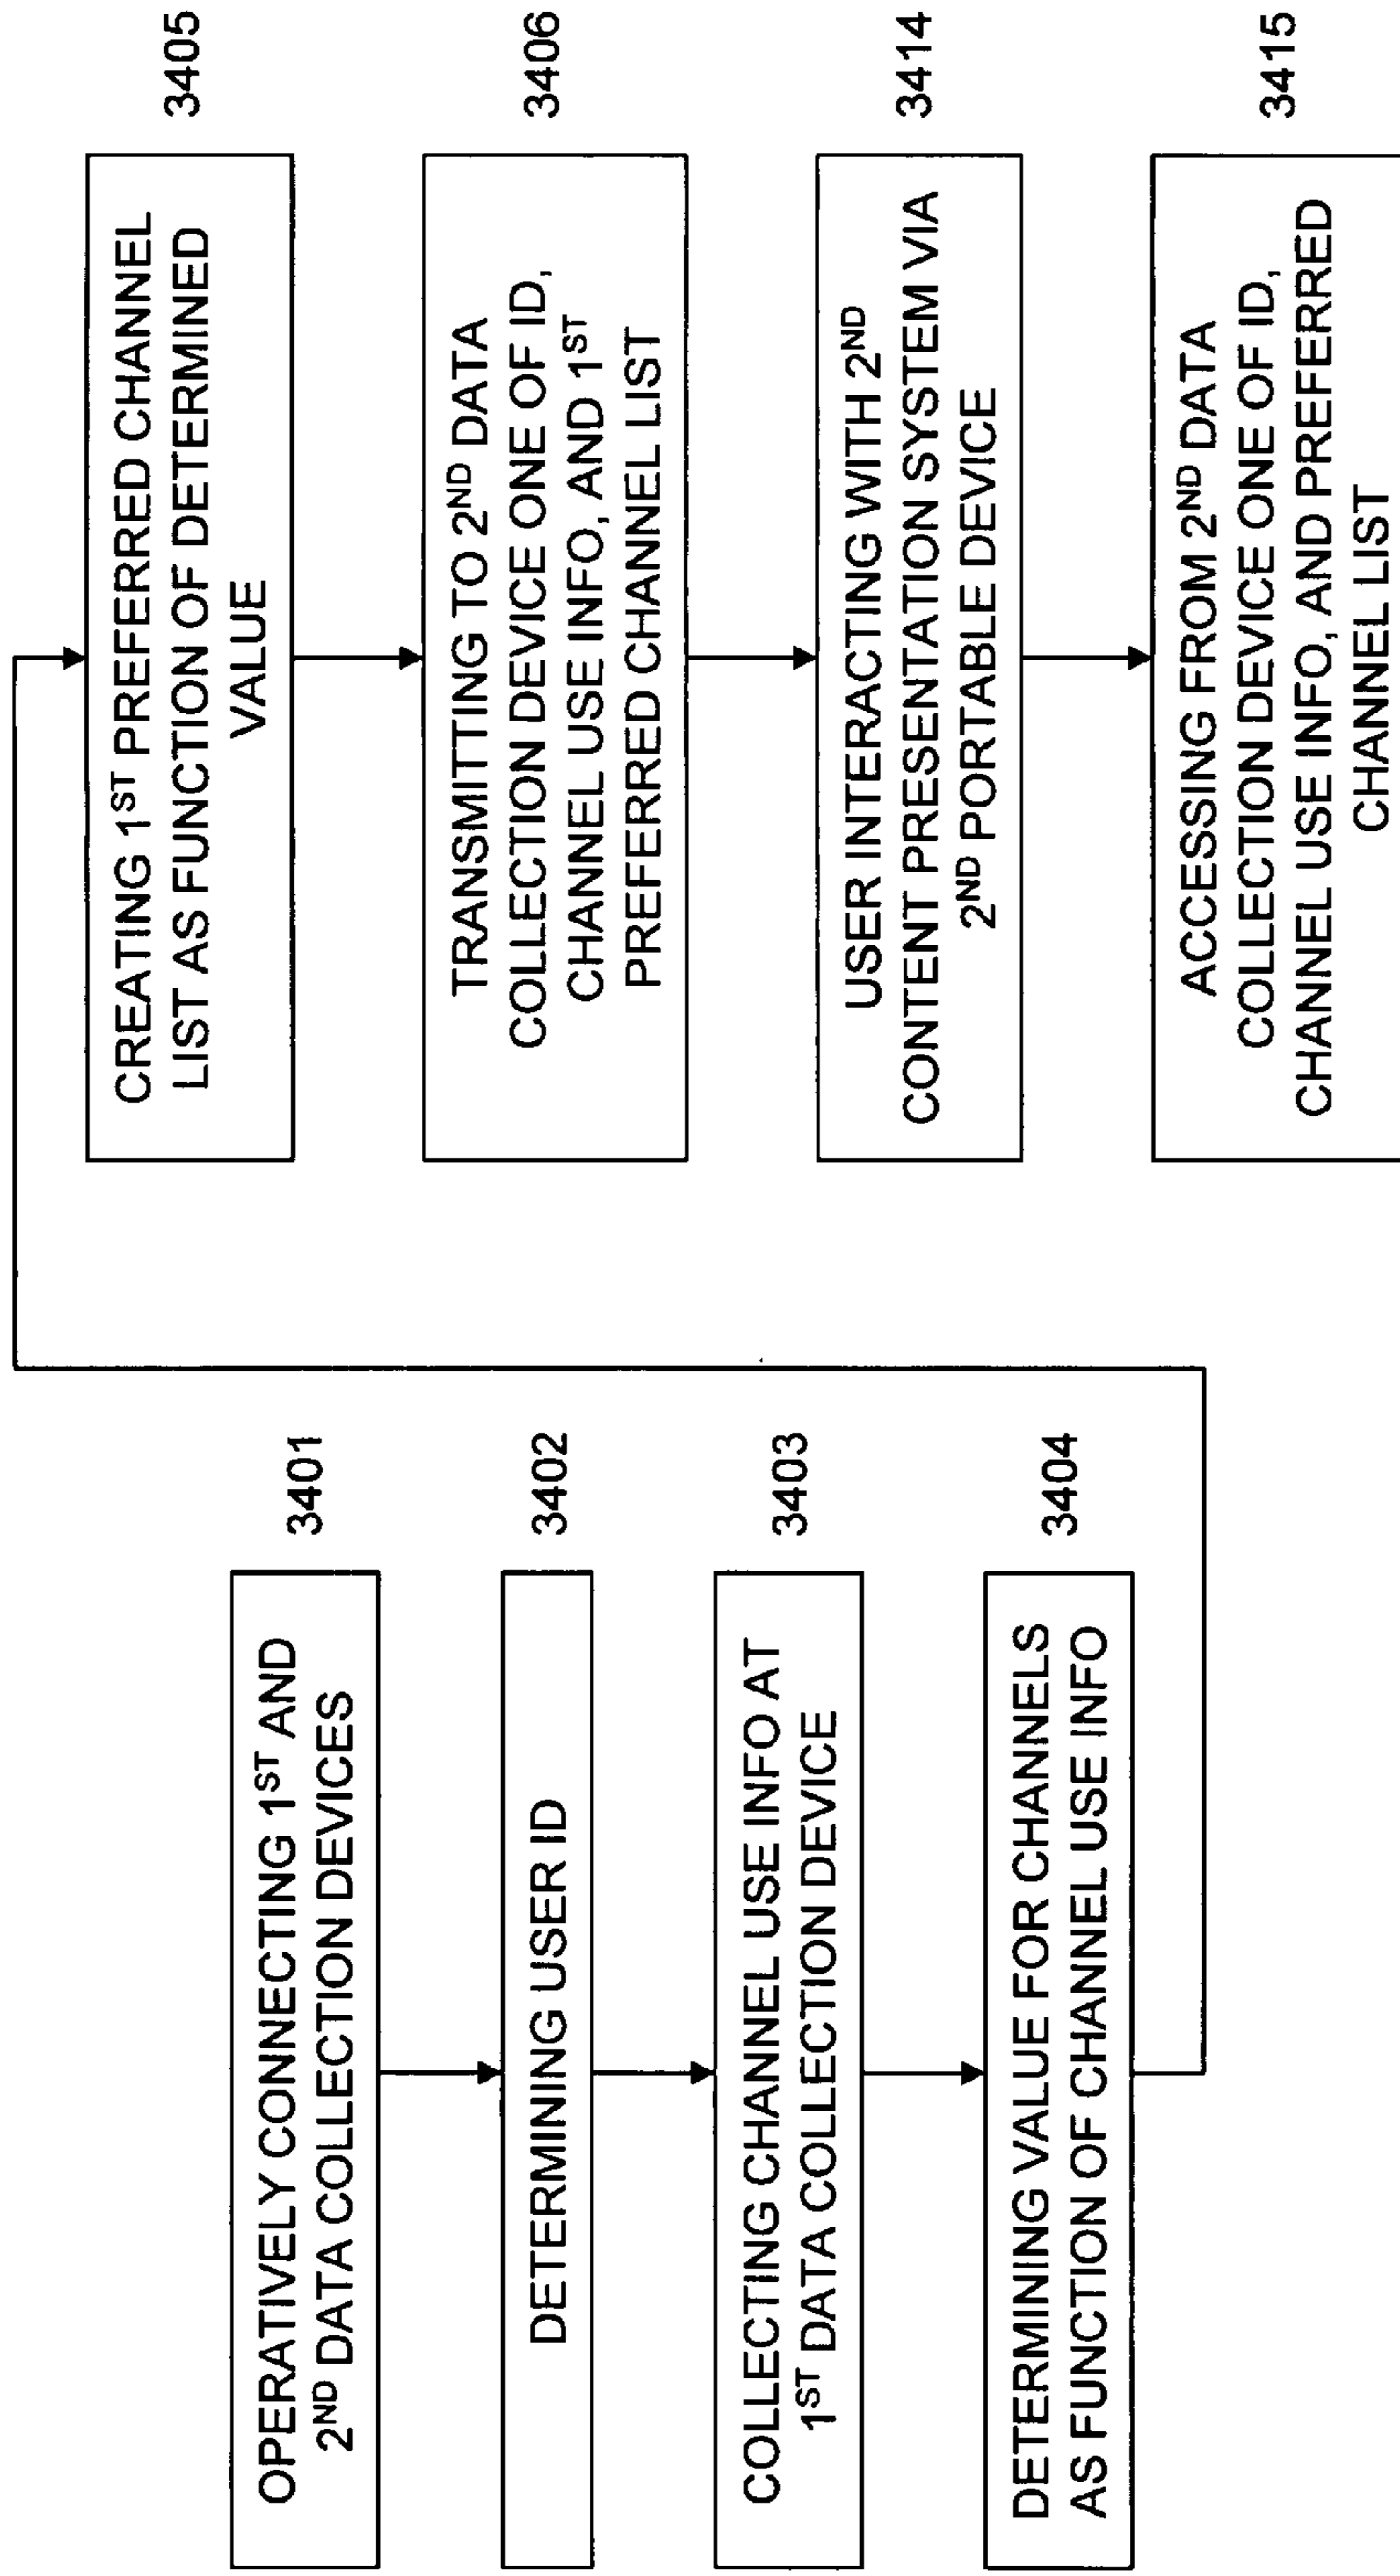 OPERATIVELY CONNECTING 1ST AND
2ND DATA COLLECTION DEVICES
3401
DETERMINING USER ID
3402
COLLECTING CHANNEL USE INFO AT
1ST DATA COLLECTION DEVICE
3403
DETERMINING VALUE FOR CHANNELS
AS FUNCTION OF CHANNEL USE INFO
3404
CREATING 1ST PREFERRED CHANNEL
LIST AS FUNCTION OF DETERMINED
VALUE
3405
TRANSMITTING TO 2ND DATA
COLLECTION DEVICE ONE OF ID,
CHANNEL USE INFO, AND 1ST
PREFERRED CHANNEL LIST
3406
USER INTERACTING WITH 2ND
CONTENT PRESENTATION SYSTEM VIA
2ND PORTABLE DEVICE
3414
ACCESSING FROM 2ND DATA
COLLECTION DEVICE ONE OF ID,
CHANNEL USE INFO, AND PREFERRED
CHANNEL LIST
3415